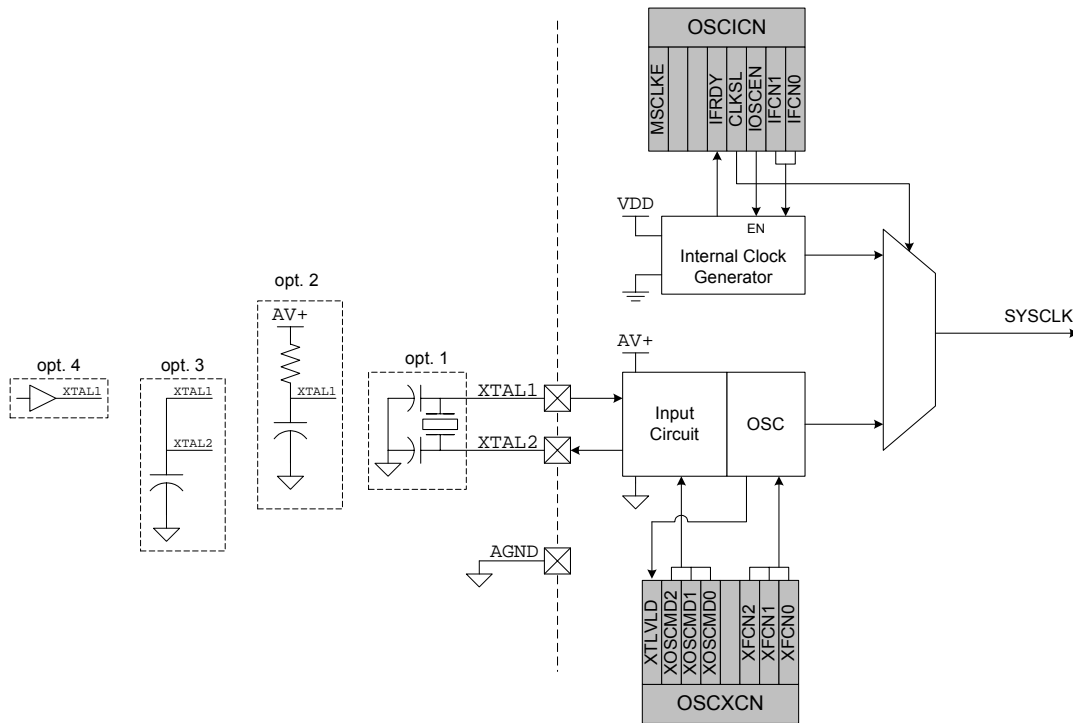 OSCICN
MSCLKE
IFRDY
CLKSL
IOSCEN
IFCN1
IFCN0
VDD
EN
Internal Clock
Generator
opt. 2
AV+
XTAL1
SYSCLK
opt. 4
XTAL1
opt. 3
XTAL1
XTAL2
opt. 1
XTAL1
XTAL2
AV+
Input
Circuit
OSC
AGND
XTLVLD
XOSCMD2
XOSCMD1
XOSCMD0
XFCN2
XFCN1
XFCN0
OSCXCN